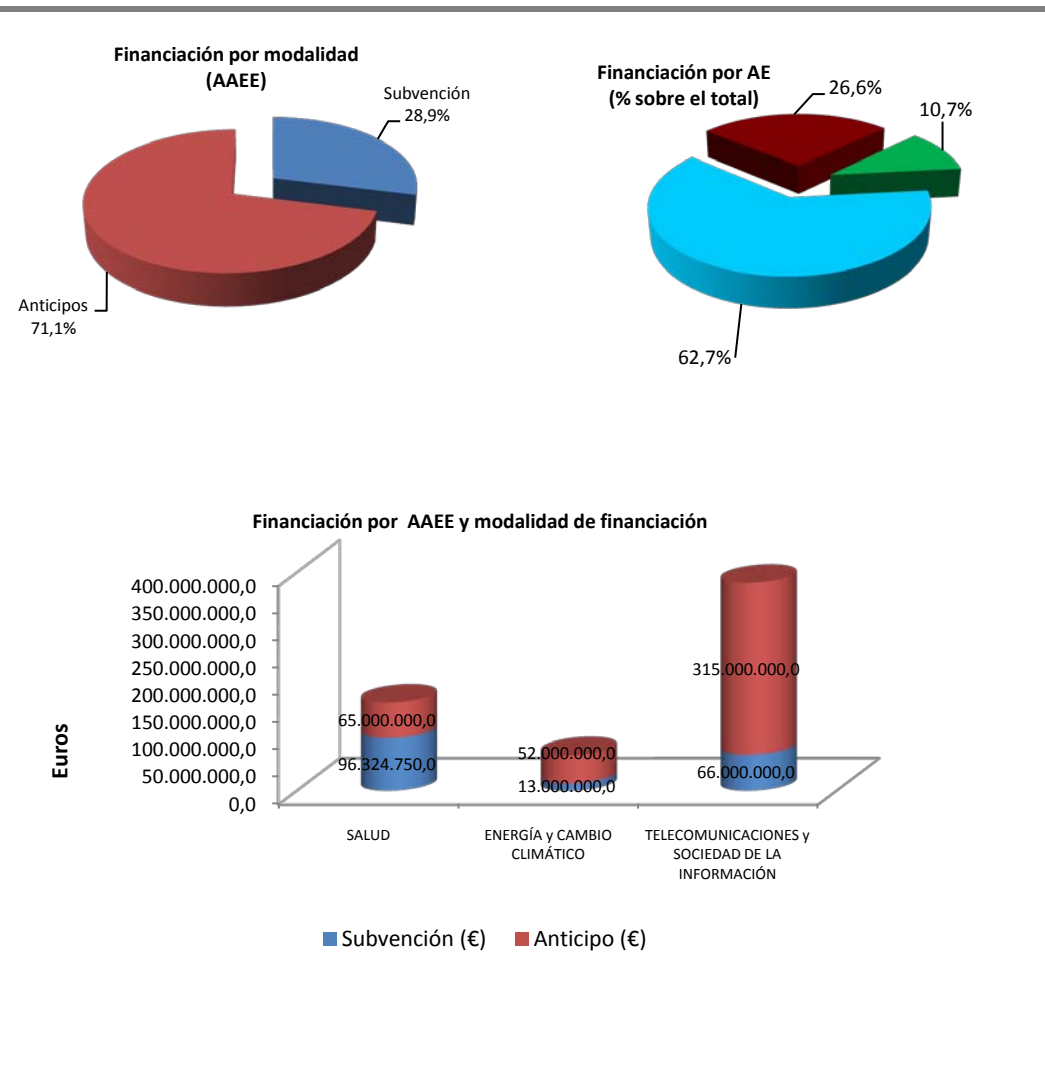 Financiación por modalidad
(AAEE)
Subvención
28,9%
Anticipos
71,1%
Financiación por AE
(% sobre el total)
26,6%
10,7%
62,7%
Financiación por AAEE y modalidad de financiación
Euros
400.000.000,0
350.000.000,0
300.000.000,0
250.000.000,0
200.000.000,0
150.000.000,0
100.000.000,0
50.000.000,0
0,0
65.000.000,0
96.324.750,0
52.000.000,0
13.000.000,0
315.000.000,0
66.000.000,0
SALUD
ENERGÍA y CAMBIO
CLIMÁTICO
TELECOMUNICACIONES y
SOCIEDAD DE LA
INFORMACIÓN
Subvención (€)
Anticipo (€)